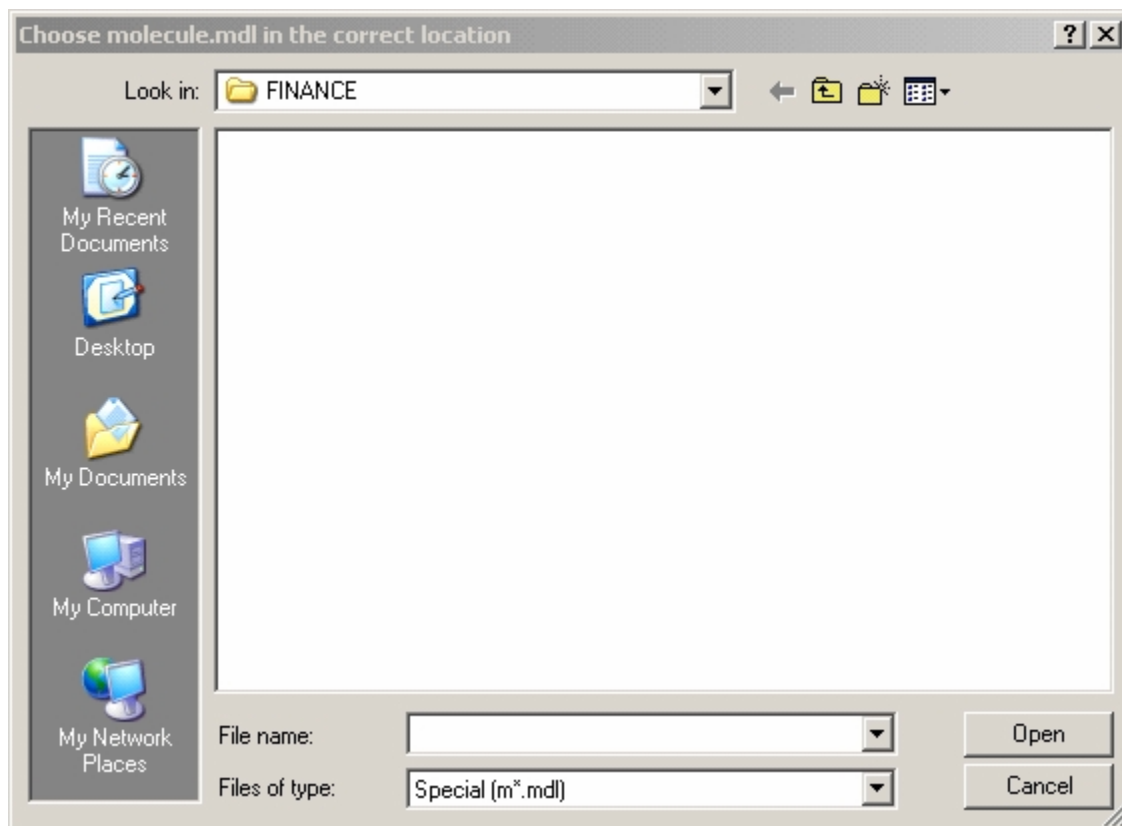 Choose molecule.mdl in the correct location
Look in: FINANCE
My Recent
Documents
Desktop
My Documents
My Computer
My Network
Places
File name:
Open
Files of type: Special (m*.mdl)
Cancel